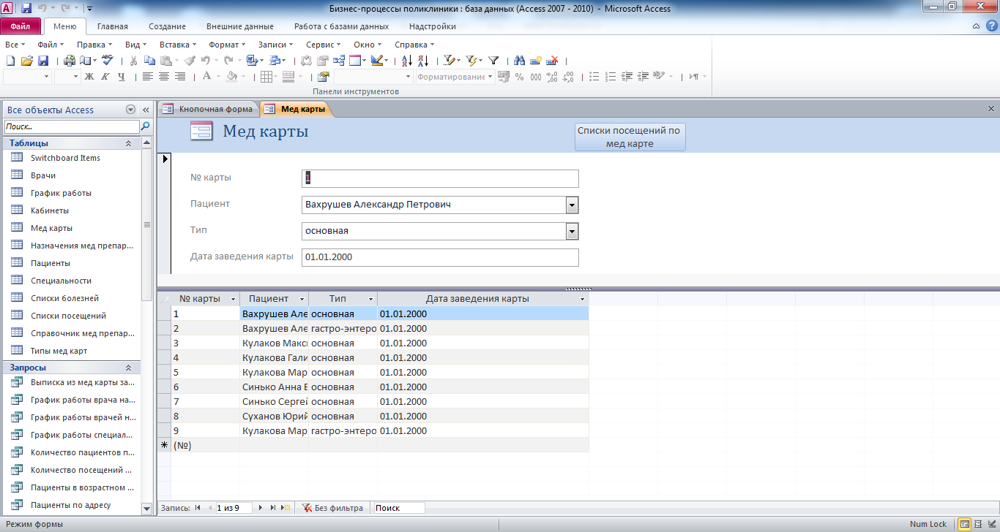 Бизнес-процессы поликлиники : база данных (Access 2007 - 2010) - Microsoft Access
Файл Меню Главная Создание Внешние данные Работа с базами данных Надстройки
Все Файл Правка Вид Вставка Формат Записи Сервис Окно Справка
Ж К Ч А Форматирование % 000
Панели инструментов
Все объекты Access
Поиск...
Таблицы
Switchboard Items
Врачи
График работы
Кабинеты
Мед карты
Назначения мед препар...
Пациенты
Специальности
Списки болезней
Списки посещений
Справочник мед препар...
Типы мед карт
Запросы
Выписка из мед карты за...
График работы врача на...
График работы врачей н...
График работы специал...
Количество пациентов п...
Количество посещений ...
Пациенты в возрастном ...
Пациенты по адресу
Кнопочная форма Мед карты
Мед карты
Списки посещений по
мед карте
№ карты 1
Пациент Вахрушев Александр Петрович
Тип основная
Дата заведения карты 01.01.2000
№ карты Пациент Тип Дата заведения карты
1 Вахрушев Але основная 01.01.2000
2 Вахрушев Але гастро-энтеро 01.01.2000
3 Кулаков Макс основная 01.01.2000
4 Кулакова Гали основная 01.01.2000
5 Кулакова Мар основная 01.01.2000
6 Синько Анна В основная 01.01.2000
7 Синько Сергей основная 01.01.2000
8 Суханов Юрий основная 01.01.2000
9 Кулакова Мар гастро-энтеро 01.01.2000
(№)
Запись: 1 из 9 Без фильтра Поиск
Режим формы Num Lock